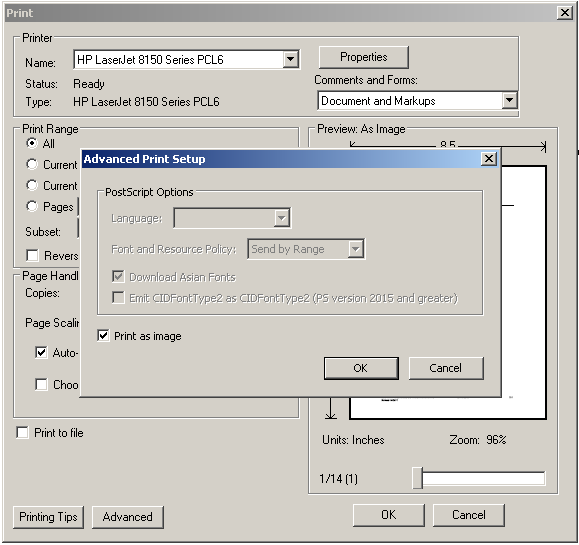 Print
Printer
Name: HP LaserJet 8150 Series PCL6
Properties
Status: Ready
Comments and Forms:
Type: HP LaserJet 8150 Series PCL6
Document and Markups
Print Range
Preview: As Image
All
8.5
Current
Current
Pages
Subset:
Revers
Page Handl
Copies:
Page Scalin
Auto-
Choo
Advanced Print Setup
PostScript Options
Language:
Font and Resource Policy: Send by Range
Download Asian Fonts
Emit CIDFontType2 as CIDFontType2 (PS version 2015 and greater)
Print as image
OK Cancel
Print to file
Units: Inches Zoom: 96%
1/14 (1)
Printing Tips Advanced OK Cancel